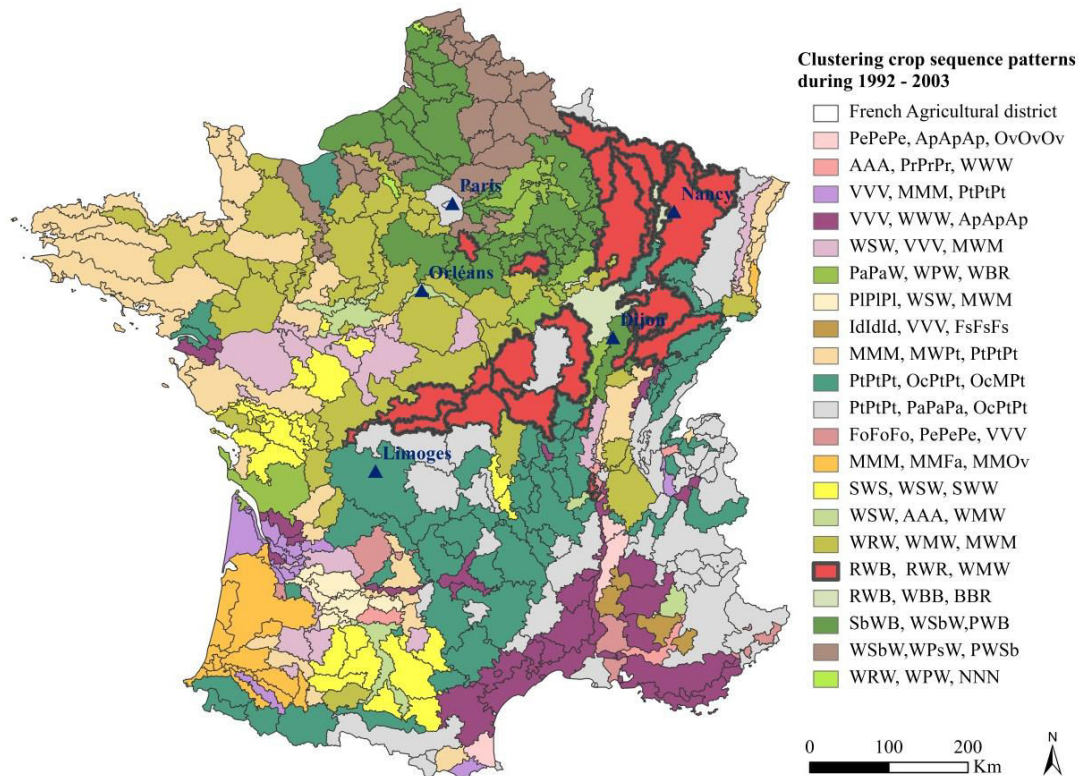 Clustering crop sequence patterns
during 1992 - 2003
French Agricultural district
PePePe, ApApAp, OvOvOv
AAA, PrPrPr, WWW
VVV, MMM, PtPtPt
VVV, WWW, ApApAp
WSW, VVV, MWM
PaPaW, WPW, WBR
PlPlPl, WSW, MWM
IdIdId, VVV, FsFsFs
MMM, MWPt, PtPtPt
PtPtPt, OcPtPt, OcMPt
PtPtPt, PaPaPa, OcPtPt
FoFoFo, PePePe, VVV
MMM, MMFa, MMOv
SWS, WSW, SWW
WSW, AAA, WMW
WRW, WMW, MWM
RWB, RWR, WMW
RWB, WBB, BBR
SbWB, WSbW,PWB
WSbW,WPsW, PWSb
WRW, WPW, NNN
Paris
Nancy
Orléans
Dijon
Limoges
0 100 200
Km
N